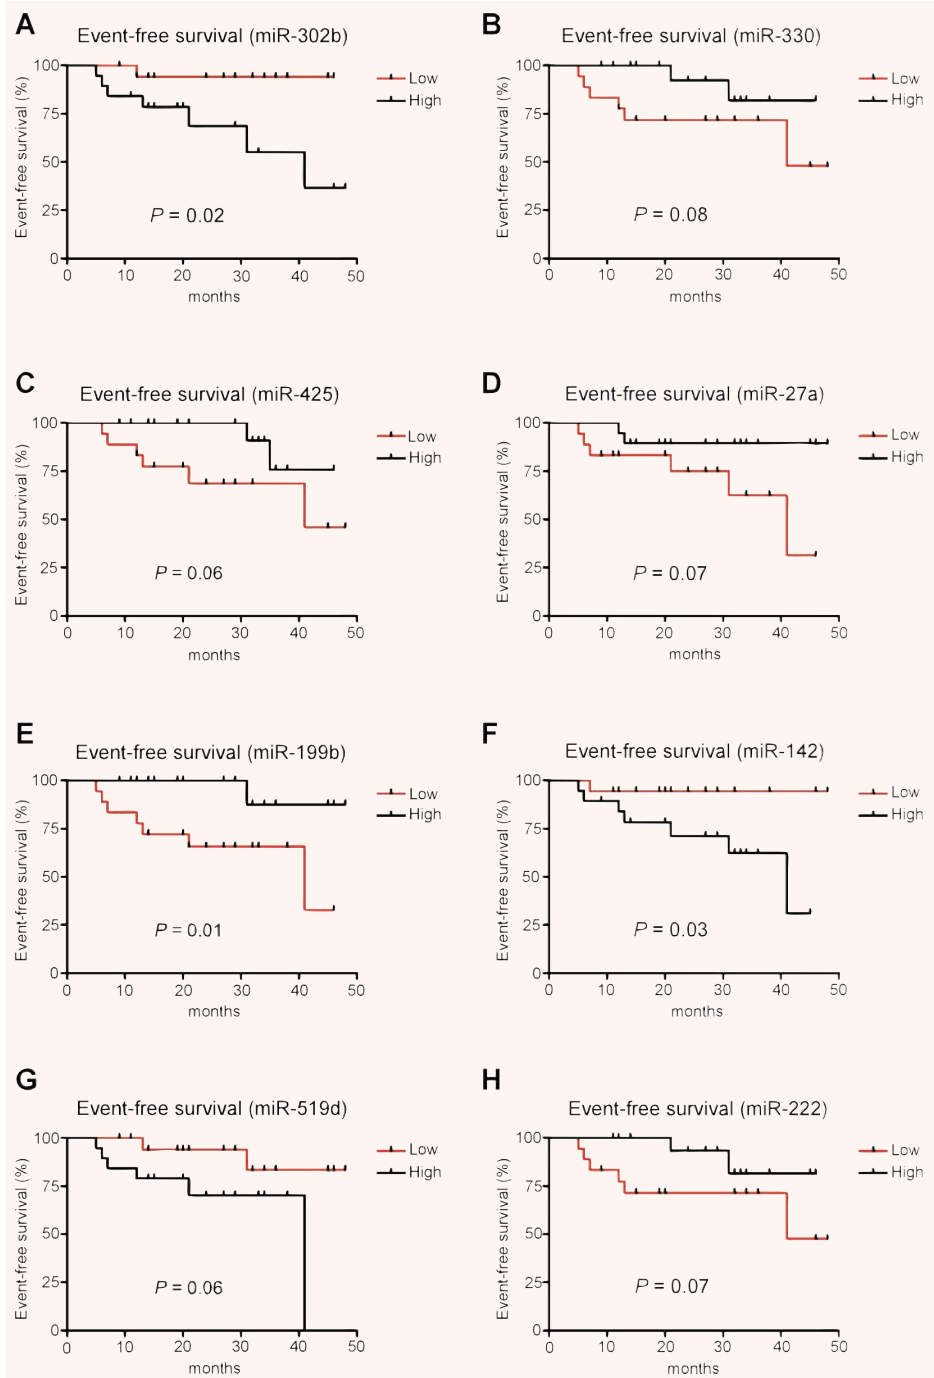 A
Event-free survival (miR-302b)
Event-free survival (%)
100
75
50
25
0
0 10 20 30 40 50
months
Low
High
P = 0.02
B
Event-free survival (miR-330)
Event-free survival (%)
100
75
50
25
0
0 10 20 30 40 50
months
Low
High
P = 0.08
C
Event-free survival (miR-425)
Event-free survival (%)
100
75
50
25
0
0 10 20 30 40 50
months
Low
High
P = 0.06
D
Event-free survival (miR-27a)
Event-free survival (%)
100
75
50
25
0
0 10 20 30 40 50
months
Low
High
P = 0.07
E
Event-free survival (miR-199b)
Event-free survival (%)
100
75
50
25
0
0 10 20 30 40 50
months
Low
High
P = 0.01
F
Event-free survival (miR-142)
Event-free survival (%)
100
75
50
25
0
0 10 20 30 40 50
months
Low
High
P = 0.03
G
Event-free survival (miR-519d)
Event-free survival (%)
100
75
50
25
0
0 10 20 30 40 50
months
Low
High
P = 0.06
H
Event-free survival (miR-222)
Event-free survival (%)
100
75
50
25
0
0 10 20 30 40 50
months
Low
High
P = 0.07